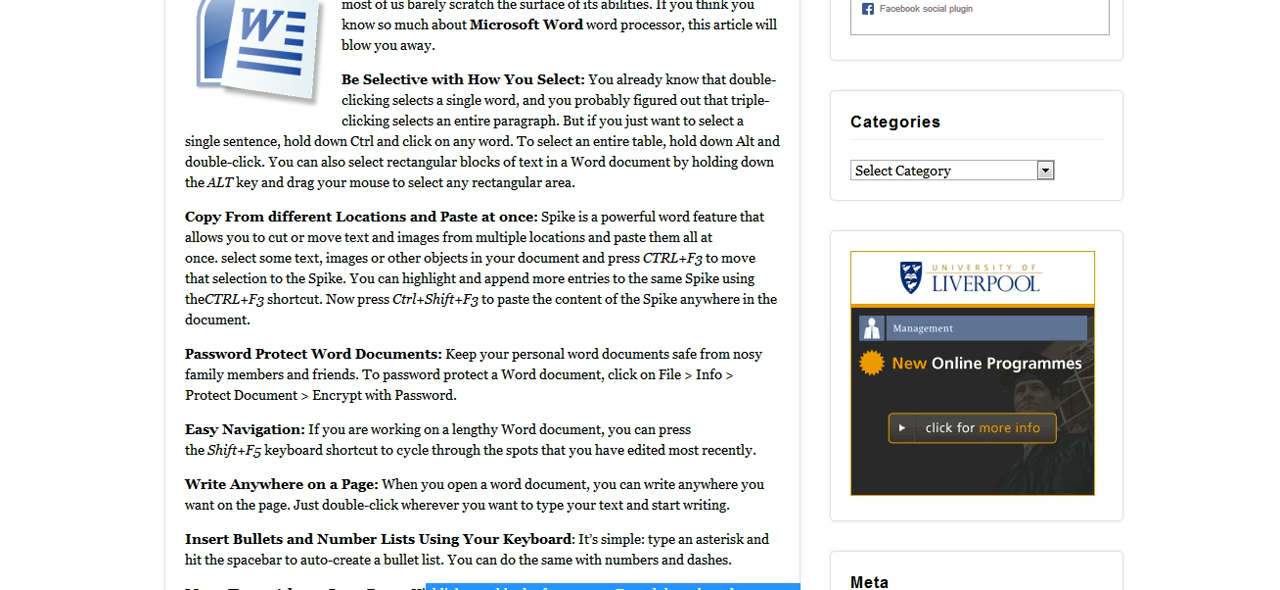 most of us barely scratch the surface of its abilities. If you think you
know so much about Microsoft Word word processor, this article will
blow you away.
Be Selective with How You Select: You already know that double-
clicking selects a single word, and you probably figured out that triple-
clicking selects an entire paragraph. But if you just want to select a
single sentence, hold down Ctrl and click on any word. To select an entire table, hold down Alt and
double-click. You can also select rectangular blocks of text in a Word document by holding down
the ALT key and drag your mouse to select any rectangular area.
Copy From different Locations and Paste at once: Spike is a powerful word feature that
allows you to cut or move text and images from multiple locations and paste them all at
once. select some text, images or other objects in your document and press CTRL+F3 to move
that selection to the Spike. You can highlight and append more entries to the same Spike using
theCTRL+F3 shortcut. Now press Ctrl+Shift+F3 to paste the content of the Spike anywhere in the
document.
Password Protect Word Documents: Keep your personal word documents safe from nosy
family members and friends. To password protect a Word document, click on File > Info >
Protect Document > Encrypt with Password.
Easy Navigation: If you are working on a lengthy Word document, you can press
the Shift+F5 keyboard shortcut to cycle through the spots that you have edited most recently.
Write Anywhere on a Page: When you open a word document, you can write anywhere you
want on the page. Just double-click wherever you want to type your text and start writing.
Insert Bullets and Number Lists Using Your Keyboard: It's simple: type an asterisk and
hit the spacebar to auto-create a bullet list. You can do the same with numbers and dashes.
Facebook social plugin
Categories
Select Category
UNIVERSITY OF
LIVERPOOL
Management
New Online Programmes
click for more info
Meta